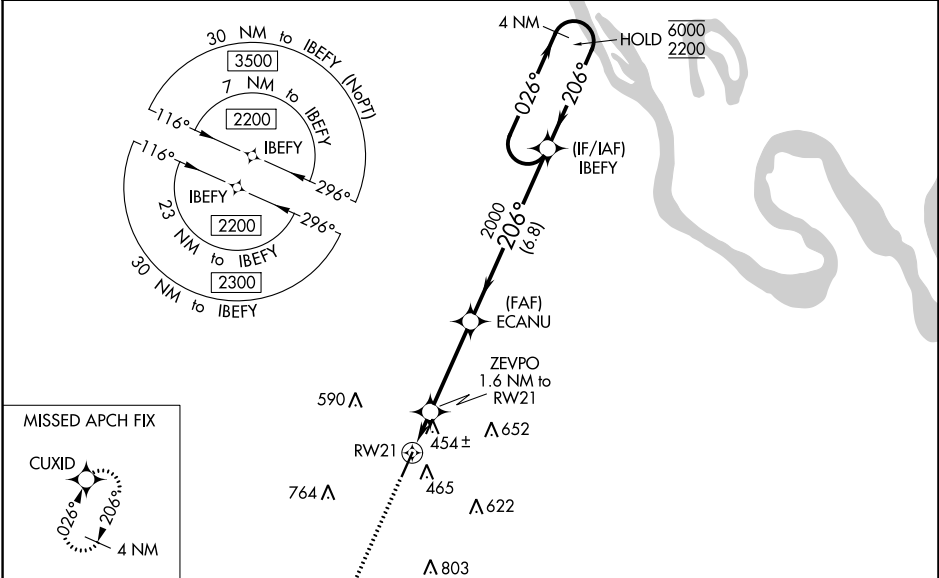 30 NM to IBEFY (NoPT)
3500
7 NM to IBEFY
2200
116°
IBEFY
296°
116°
IBEFY
296°
2200
23 NM to IBEFY
2300
30 NM to IBEFY
4 NM
HOLD 6000
2200
026°
206°
(IF/IAF)
IBEFY
2000
206°
(6.8)
(FAF)
ECANU
ZEVPO
1.6 NM to
RW21
590
454 ±
652
RW21
465
764
622
803
MISSED APCH FIX
CUXID
026°
206°
4 NM